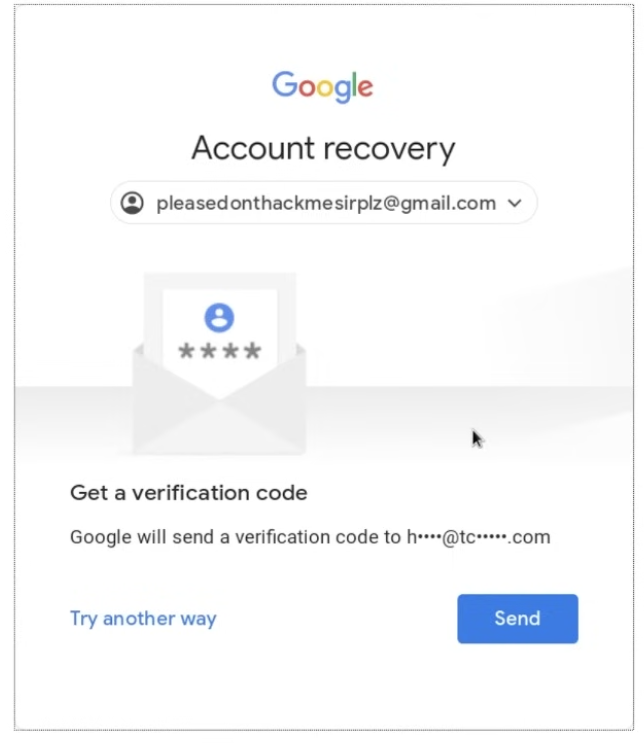 Google
Account recovery
pleasedonthackmesirplz@gmail.com
****
Get a verification code
Google will send a verification code to h••••@tc•••••.com
Try another way
Send